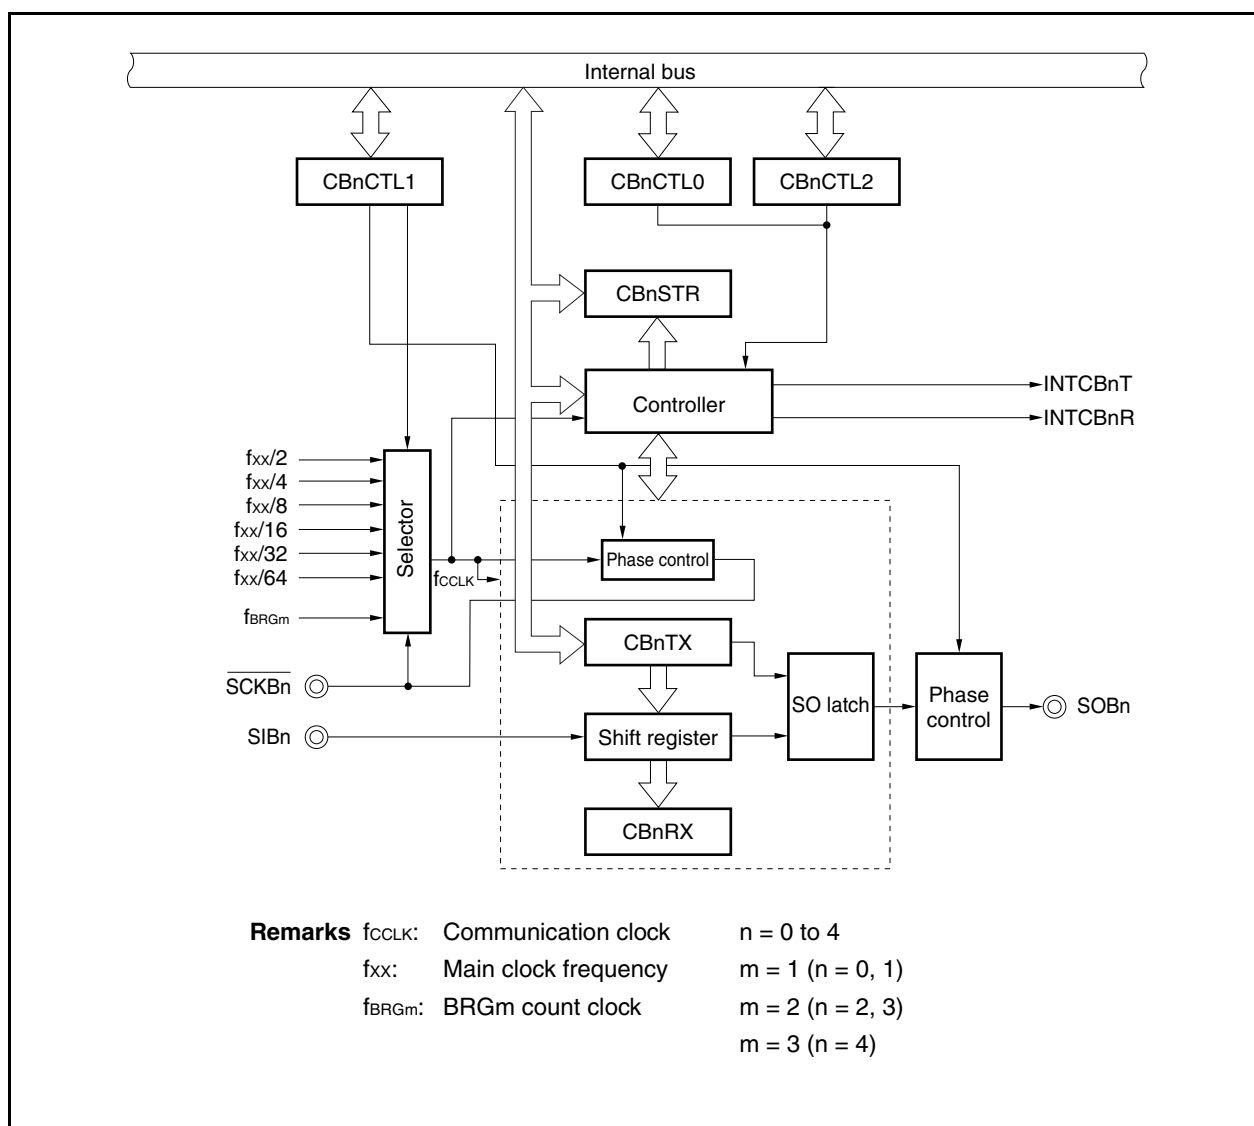 Internal bus
CBnCTL1
CBnCTL0
CBnCTL2
CBnSTR
Controller
INTCBnT
INTCBnR
fxx/2
fxx/4
fxx/8
fxx/16
fxx/32
fxx/64
fBRGm
Selector
fCCLK
Phase control
CBnTX
SCKBn
SO latch
Phase
control
SOBn
SIBn
Shift register
CBnRX
Remarks fCCLK: Communication clock n = 0 to 4
fxx: Main clock frequency m = 1 (n = 0, 1)
fBRGm: BRGm count clock m = 2 (n = 2, 3)
m = 3 (n = 4)